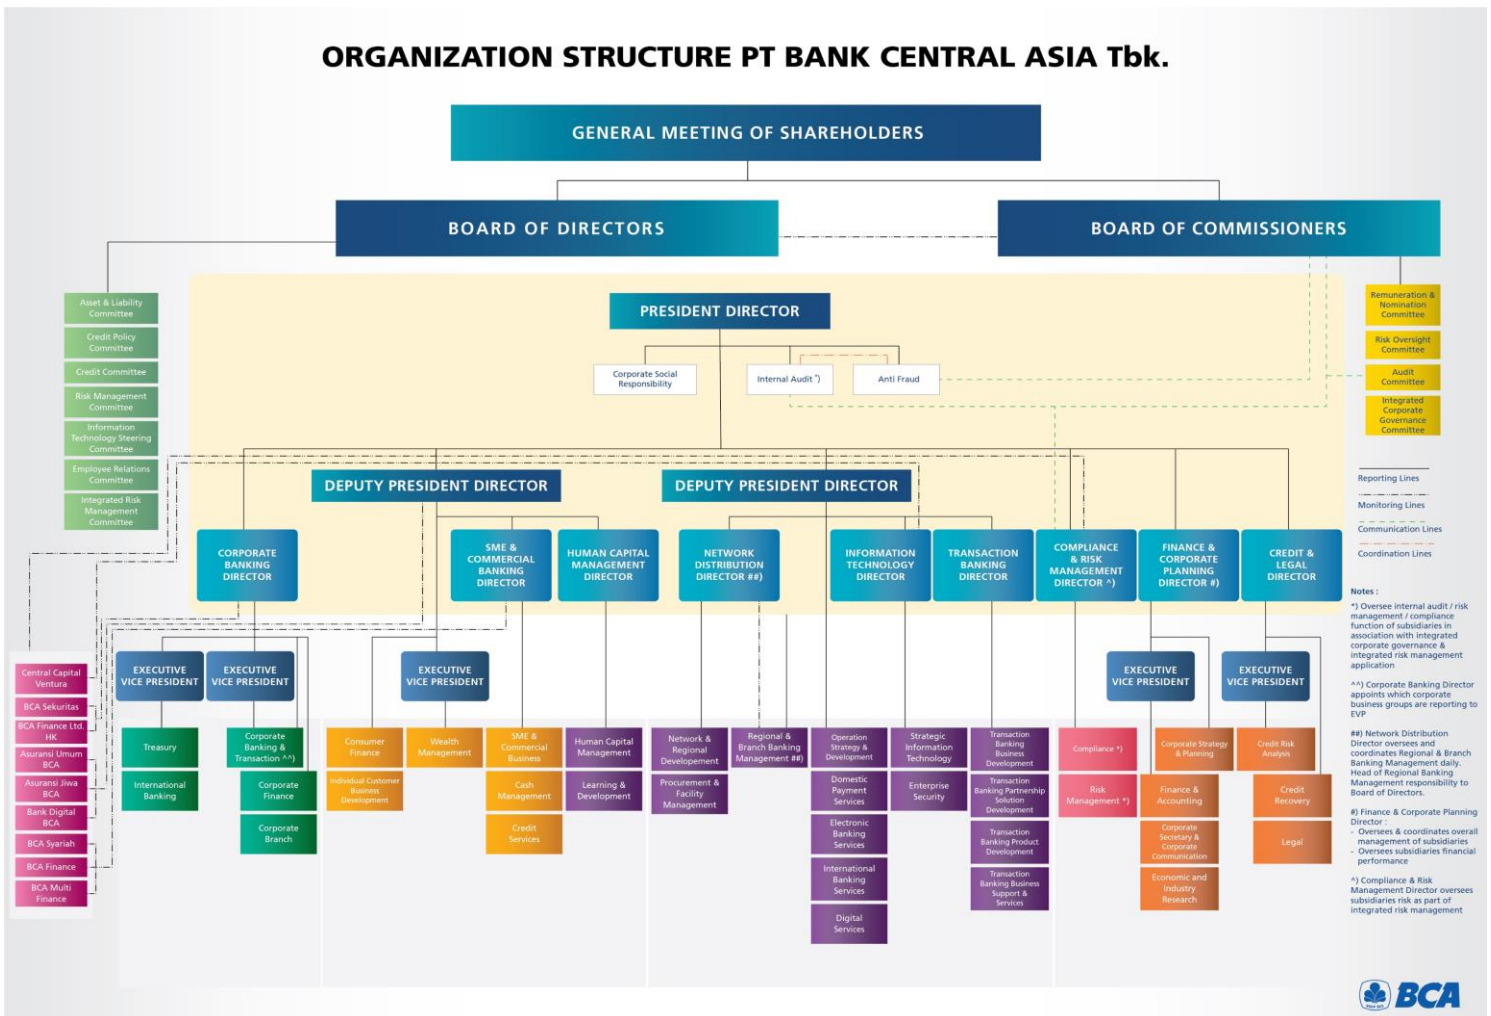 ORGANIZATION STRUCTURE PT BANK CENTRAL ASIA Tbk.
GENERAL MEETING OF SHAREHOLDERS
BOARD OF DIRECTORS
BOARD OF COMMISSIONERS
Asset & Liability
Committee
Credit Policy
Committee
Credit Committee
Risk Management
Committee
Information
Technology Steering
Committee
Employee Relations
Committee
Integrated Risk
Management
Committee
PRESIDENT DIRECTOR
Corporate Social
Responsibility
Internal Audit *)
Anti Fraud
Remuneration &
Nomination
Committee
Risk Oversight
Committee
Audit
Committee
Integrated
Corporate
Governance
Committee
Reporting Lines
Monitoring Lines
Communication Lines
Coordination Lines
DEPUTY PRESIDENT DIRECTOR
DEPUTY PRESIDENT DIRECTOR
CORPORATE
BANKING
DIRECTOR
SME &
COMMERCIAL
BANKING
DIRECTOR
HUMAN CAPITAL
MANAGEMENT
DIRECTOR
NETWORK
DISTRIBUTION
DIRECTOR ##)
INFORMATION
TECHNOLOGY
DIRECTOR
TRANSACTION
BANKING
DIRECTOR
COMPLIANCE
& RISK
MANAGEMENT
DIRECTOR ^)
FINANCE &
CORPORATE
PLANNING
DIRECTOR #)
CREDIT &
LEGAL
DIRECTOR
Central Capital
Ventura
BCA Sekuritas
BCA Finance Ltd.
HK
Asuransi Umum
BCA
Asuransi Jiwa
BCA
Bank Digital
BCA
BCA Syariah
BCA Finance
BCA Multi
Finance
EXECUTIVE
VICE PRESIDENT
EXECUTIVE
VICE PRESIDENT
EXECUTIVE
VICE PRESIDENT
EXECUTIVE
VICE PRESIDENT
EXECUTIVE
VICE PRESIDENT
Treasury
International
Banking
Corporate
Banking &
Transaction ^^)
Corporate
Finance
Corporate
Branch
Consumer
Finance
Individual Customer
Business
Development
Wealth
Management
SME &
Commercial
Business
Cash
Management
Credit
Services
Human Capital
Management
Learning &
Development
Network &
Regional
Development
Procurement &
Facility
Management
Regional &
Branch Banking
Management ##)
Operation
Strategy &
Development
Domestic
Payment
Services
Electronic
Banking
Services
International
Banking
Services
Digital
Services
Strategic
Information
Technology
Enterprise
Security
Transaction
Banking
Business
Development
Transaction
Banking Partnership
Solution
Development
Transaction
Banking Product
Development
Transaction
Banking Business
Support &
Services
Compliance *)
Risk
Management *)
Corporate Strategy
& Planning
Finance &
Accounting
Corporate
Secretary &
Corporate
Communication
Economic and
Industry
Research
Credit Risk
Analysis
Credit
Recovery
Legal
Notes :
*) Oversee internal audit / risk
management / compliance
function of subsidiaries in
association with integrated
corporate governance &
integrated risk management
application
^^) Corporate Banking Director
appoints which corporate
business groups are reporting to
EVP
##) Network Distribution
Director oversees and
coordinates Regional & Branch
Banking Management daily.
Head of Regional Banking
Management responsibility to
Board of Directors.
#) Finance & Corporate Planning
Director :
- Oversees & coordinates overall
management of subsidiaries
- Oversees subsidiaries financial
performance
^) Compliance & Risk
Management Director oversees
subsidiaries risk as part of
integrated risk management
BCA